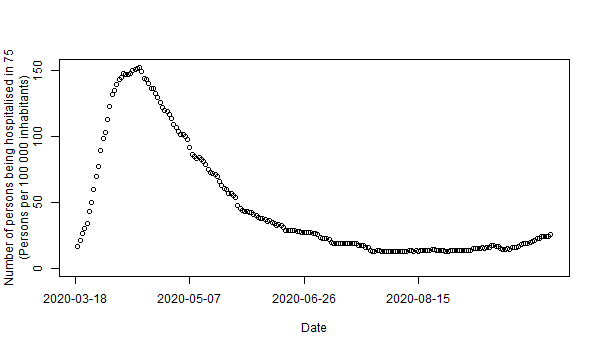 Number of persons being hospitalised in 75
(Persons per 100 000 inhabitants)
150
100
50
0
2020-03-18 2020-05-07 2020-06-26 2020-08-15
Date